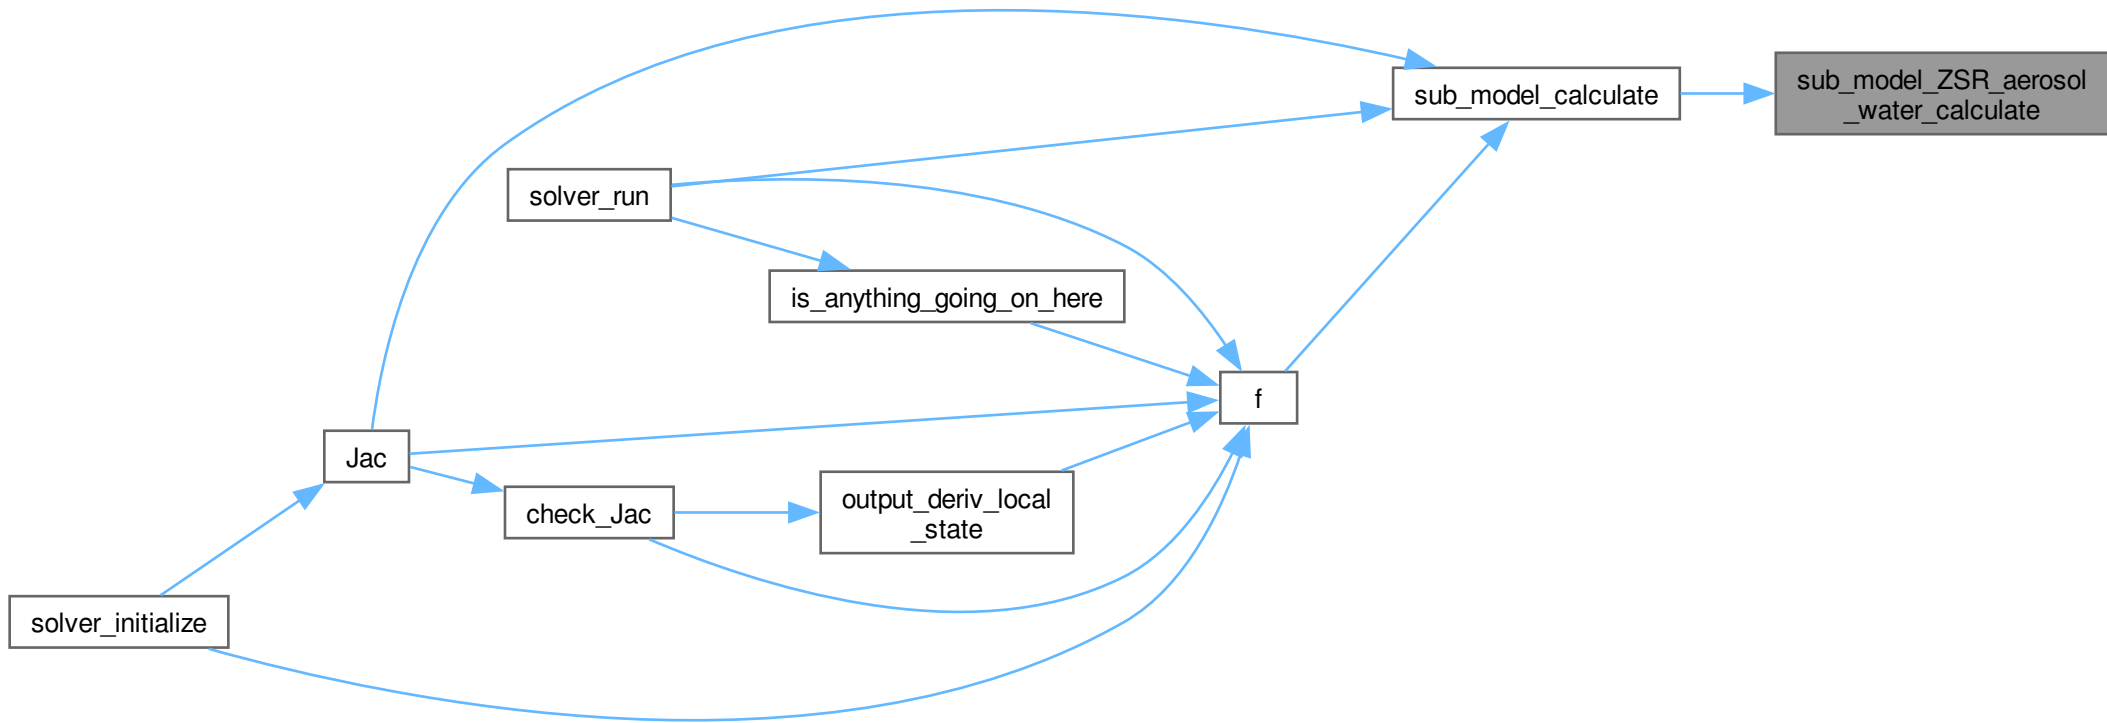 sub_model_ZSR_aerosol
_water_calculate
sub_model_calculate
solver_run
is_anything_going_on_here
f
Jac
output_deriv_local
_state
check_Jac
solver_initialize